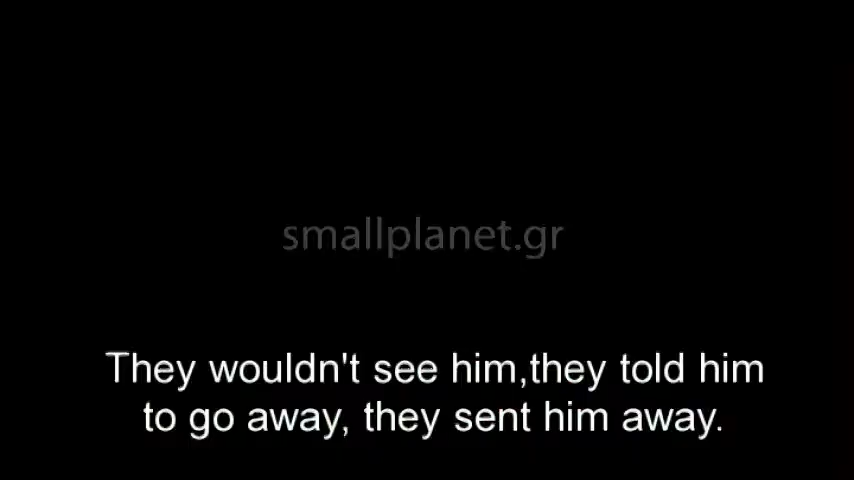 smallplanet.gr
They wouldn't see him,they told him
to go away, they sent him away.